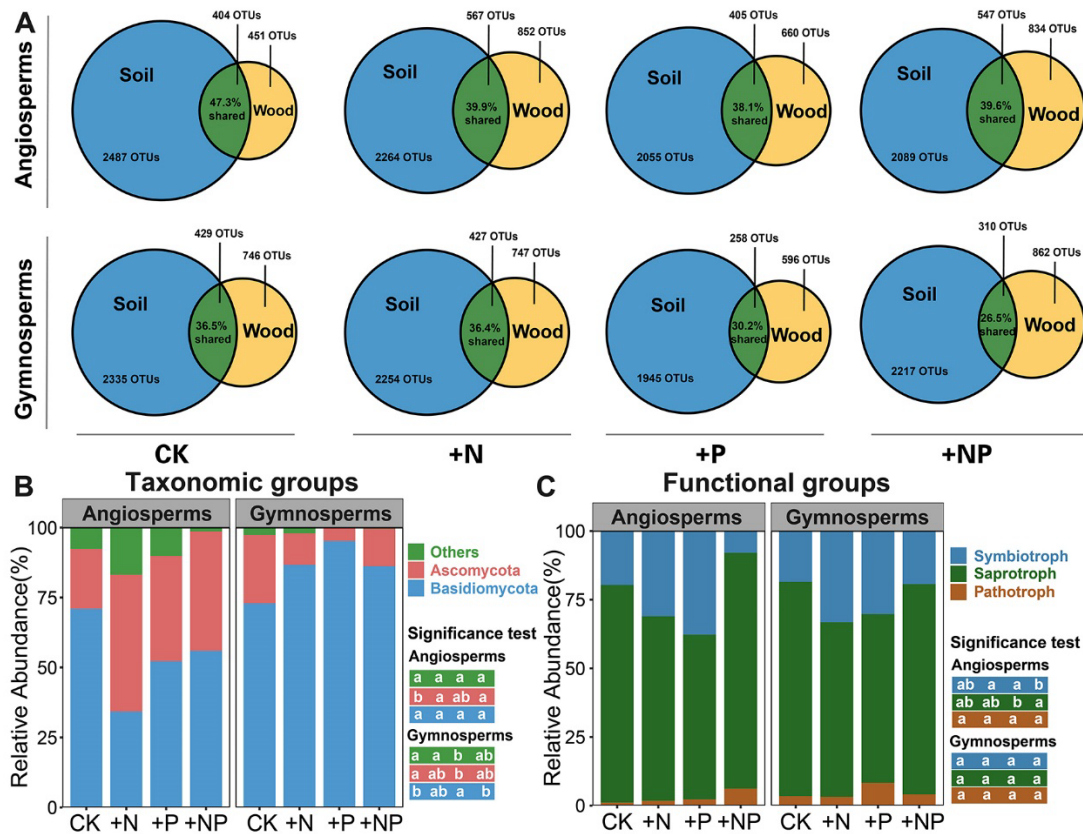 A
Angiosperms
404 OTUs
451 OTUs
Soil
47.3%
shared
Wood
2487 OTUs
567 OTUs
852 OTUs
Soil
39.9%
shared
Wood
2264 OTUs
405 OTUs
660 OTUs
Soil
38.1%
shared
Wood
2055 OTUs
547 OTUs
834 OTUs
Soil
39.6%
shared
Wood
2089 OTUs
Gymnosperms
429 OTUs
746 OTUs
Soil
36.5%
shared
Wood
2335 OTUs
427 OTUs
747 OTUs
Soil
36.4%
shared
Wood
2254 OTUs
258 OTUs
596 OTUs
Soil
30.2%
shared
Wood
1945 OTUs
310 OTUs
862 OTUs
Soil
26.5%
shared
Wood
2217 OTUs
CK +N +P +NP
B Taxonomic groups
Angiosperms Gymnosperms
Relative Abundance(%)
100
75
50
25
0
CK +N +P +NP CK +N +P +NP
Others
Ascomycota
Basidiomycota
Significance test
Angiosperms
a a a a
b a ab a
a a a a
Gymnosperms
a a b ab
a ab b ab
b ab a b
C Functional groups
Angiosperms Gymnosperms
Relative Abundance(%)
100
75
50
25
0
CK +N +P +NP CK +N +P +NP
Symbiotroph
Saprotroph
Pathotroph
Significance test
Angiosperms
ab a a b
ab ab b a
a a a a
Gymnosperms
a a a a
a a a a
a a a a